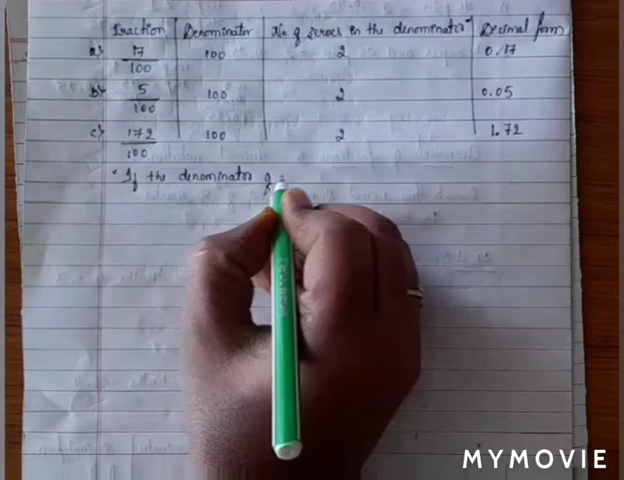 Fraction Denominator No. of zeroes in the denominator Decimal form
a) 17/100 100 2 0.17
b) 5/100 100 2 0.05
c) 172/100 100 2 1.72
* If the denominator
MYMOVIE